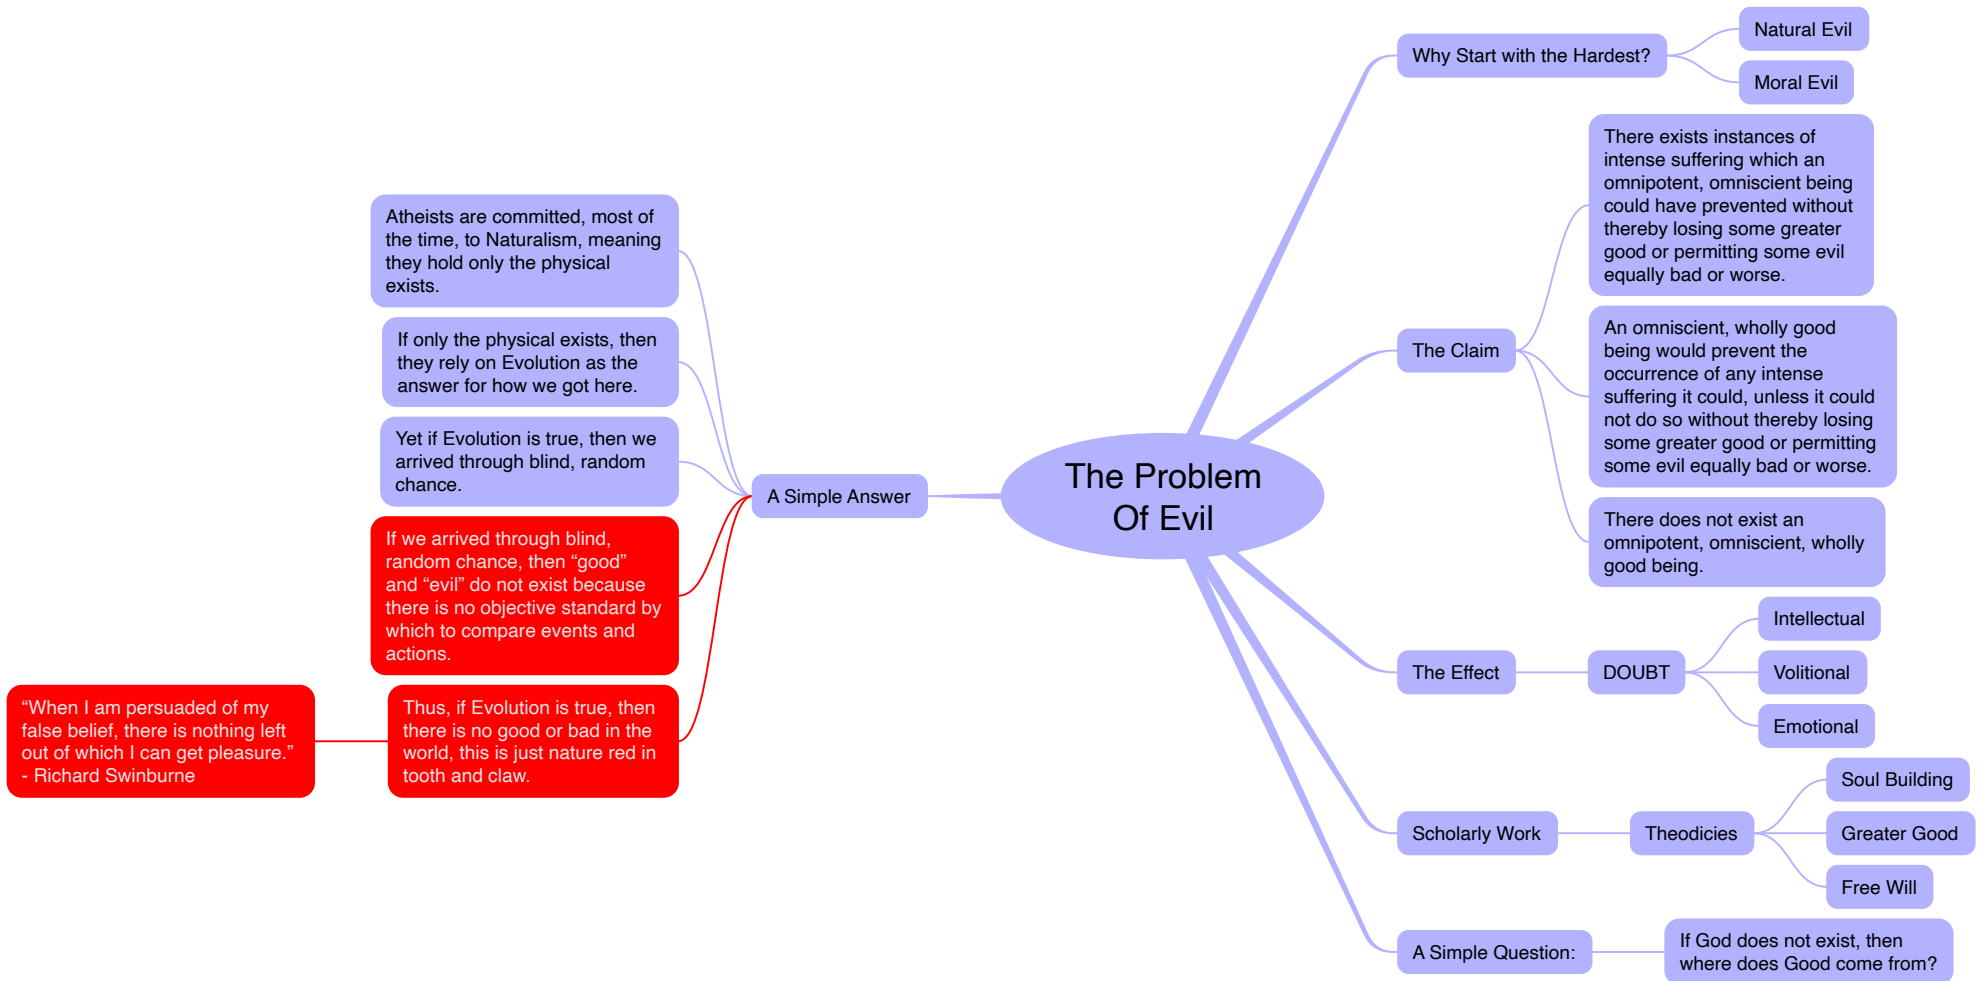 The Problem
Of Evil
Why Start with the Hardest?
Natural Evil
Moral Evil
The Claim
There exists instances of
intense suffering which an
omnipotent, omniscient being
could have prevented without
thereby losing some greater
good or permitting some evil
equally bad or worse.
An omniscient, wholly good
being would prevent the
occurrence of any intense
suffering it could, unless it could
not do so without thereby losing
some greater good or permitting
some evil equally bad or worse.
There does not exist an
omnipotent, omniscient, wholly
good being.
The Effect
DOUBT
Intellectual
Volitional
Emotional
Scholarly Work
Theodicies
Soul Building
Greater Good
Free Will
A Simple Question:
If God does not exist, then
where does Good come from?
A Simple Answer
Atheists are committed, most of
the time, to Naturalism, meaning
they hold only the physical
exists.
If only the physical exists, then
they rely on Evolution as the
answer for how we got here.
Yet if Evolution is true, then we
arrived through blind, random
chance.
If we arrived through blind,
random chance, then “good”
and “evil” do not exist because
there is no objective standard by
which to compare events and
actions.
Thus, if Evolution is true, then
there is no good or bad in the
world, this is just nature red in
tooth and claw.
“When I am persuaded of my
false belief, there is nothing left
out of which I can get pleasure.”
- Richard Swinburne